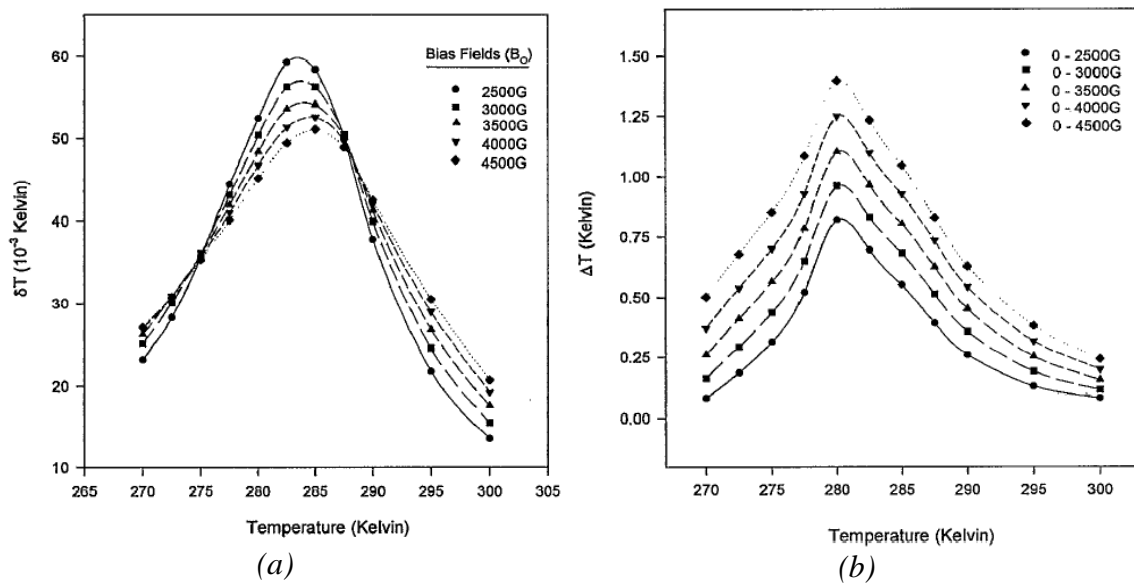 60
50
40
30
20
10
δT (10⁻³ Kelvin)
Bias Fields (B₀)
2500G
3000G
3500G
4000G
4500G
265 270 275 280 285 290 295 300 305
Temperature (Kelvin)
(a)
1.50
1.25
1.00
0.75
0.50
0.25
0.00
ΔT (Kelvin)
0 - 2500G
0 - 3000G
0 - 3500G
0 - 4000G
0 - 4500G
270 275 280 285 290 295 300
Temperature (Kelvin)
(b)